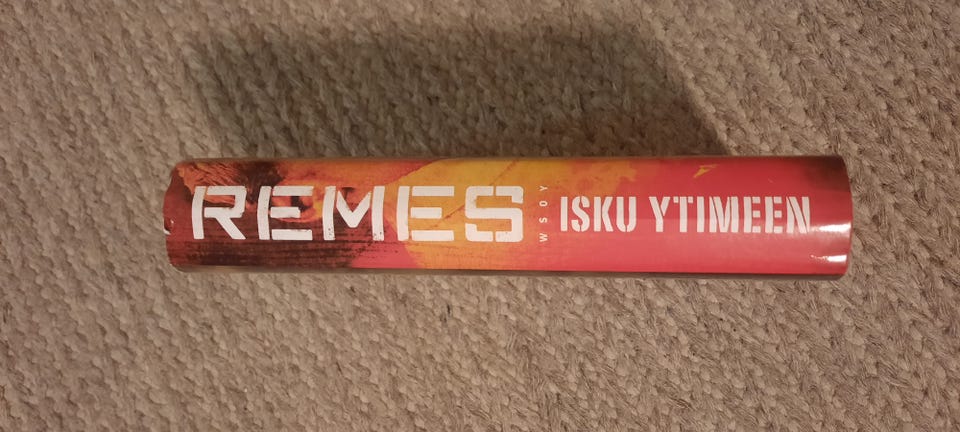 REMES
WSOY
ISKU YTIMEEN